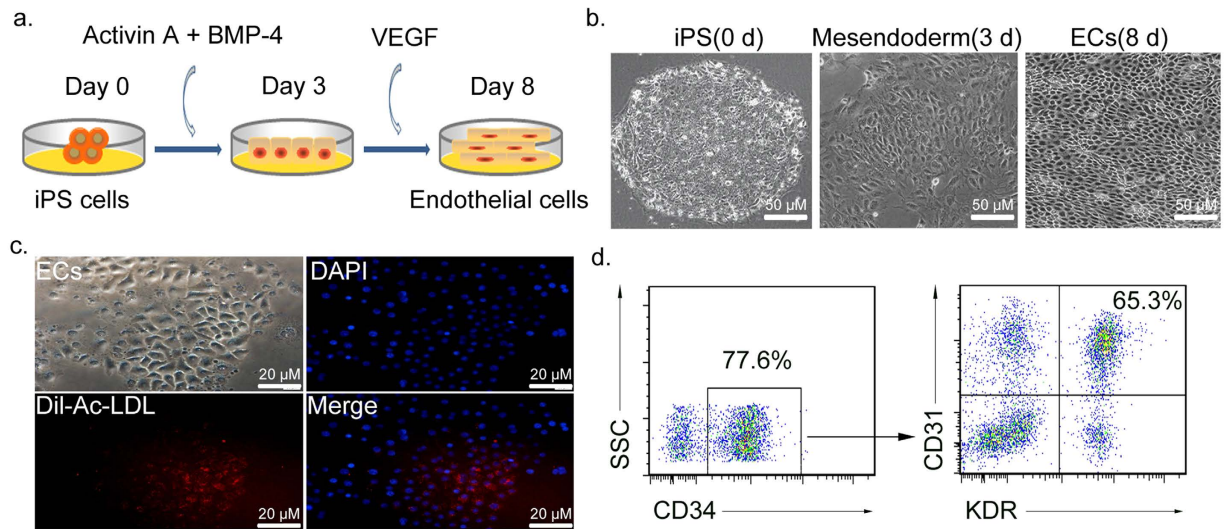 a.
Activin A + BMP-4
VEGF
Day 0
Day 3
Day 8
iPS cells
Endothelial cells
b.
iPS(0 d)
Mesendoderm(3 d)
ECs(8 d)
50 μM
50 μM
50 μM
c.
ECs
DAPI
20 μM
20 μM
Dil-Ac-LDL
Merge
20 μM
20 μM
d.
77.6%
SSC
CD34
65.3%
CD31
KDR